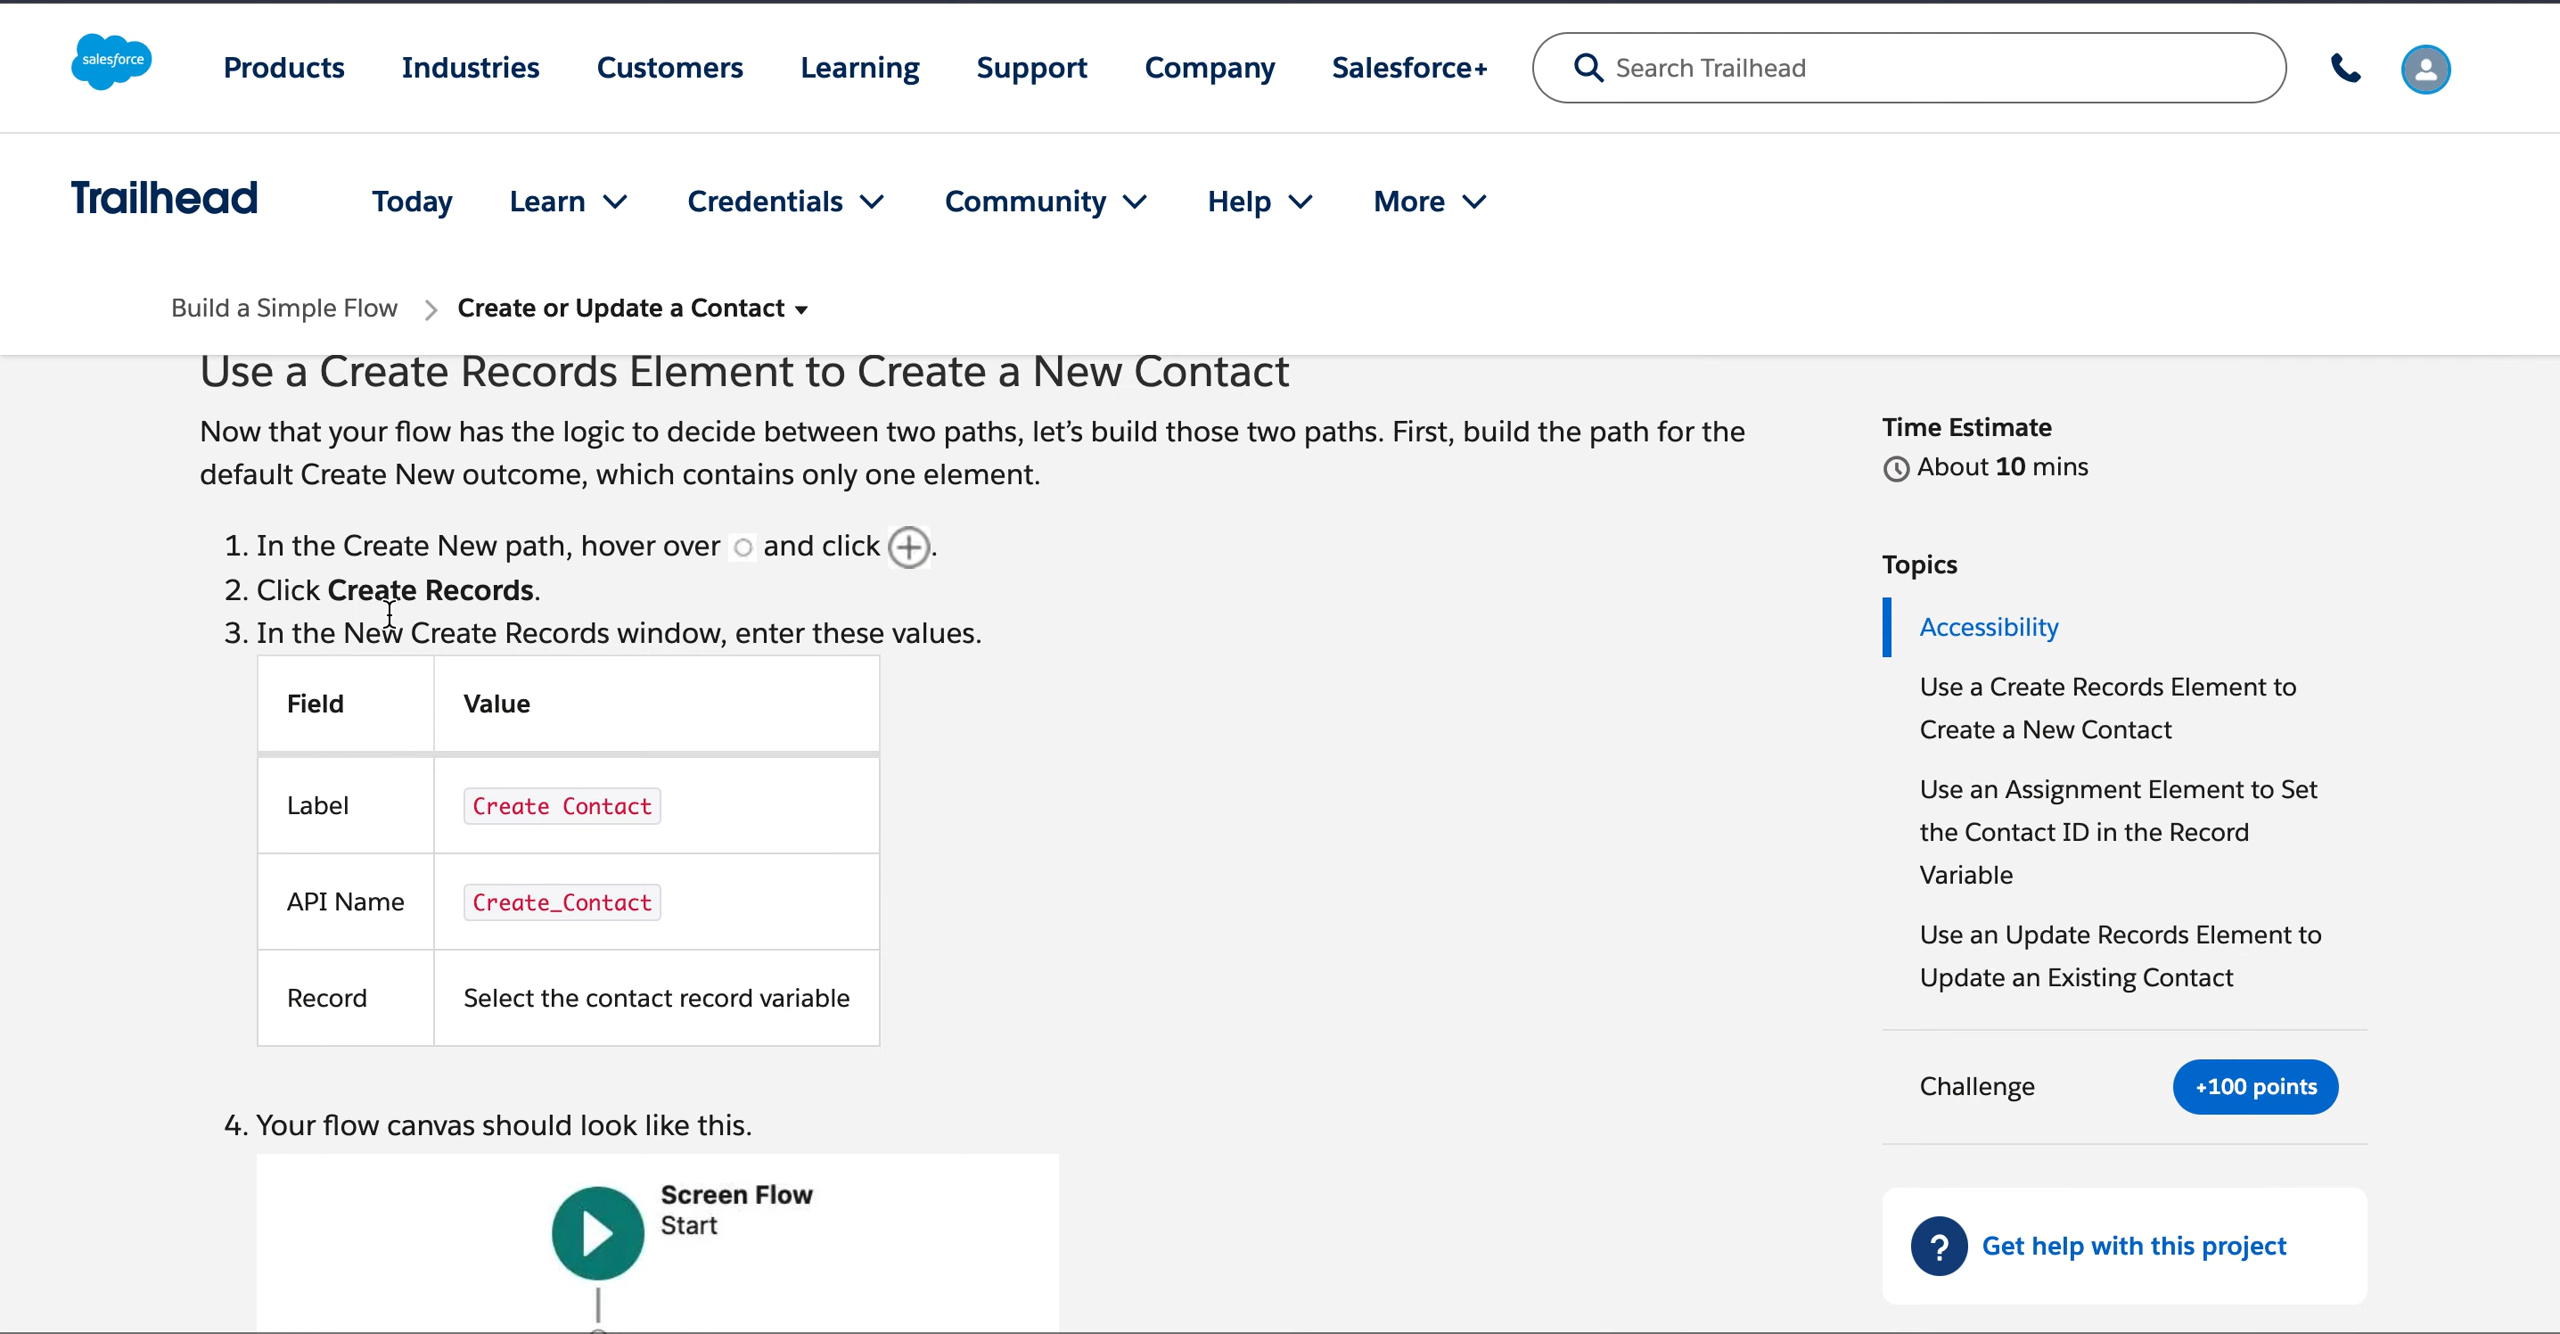 salesforce
Products
Industries
Customers
Learning
Support
Company
Salesforce+
Search Trailhead
Trailhead
Today
Learn
Credentials
Community
Help
More
Build a Simple Flow
Create or Update a Contact
Use a Create Records Element to Create a New Contact
Now that your flow has the logic to decide between two paths, let's build those two paths. First, build the path for the
default Create New outcome, which contains only one element.
1. In the Create New path, hover over and click .
2. Click Create Records.
3. In the New Create Records window, enter these values.
Field Value
Label Create Contact
API Name Create_Contact
Record Select the contact record variable
4. Your flow canvas should look like this.
Screen Flow
Start
Time Estimate
About 10 mins
Topics
Accessibility
Use a Create Records Element to
Create a New Contact
Use an Assignment Element to Set
the Contact ID in the Record
Variable
Use an Update Records Element to
Update an Existing Contact
Challenge +100 points
? Get help with this project